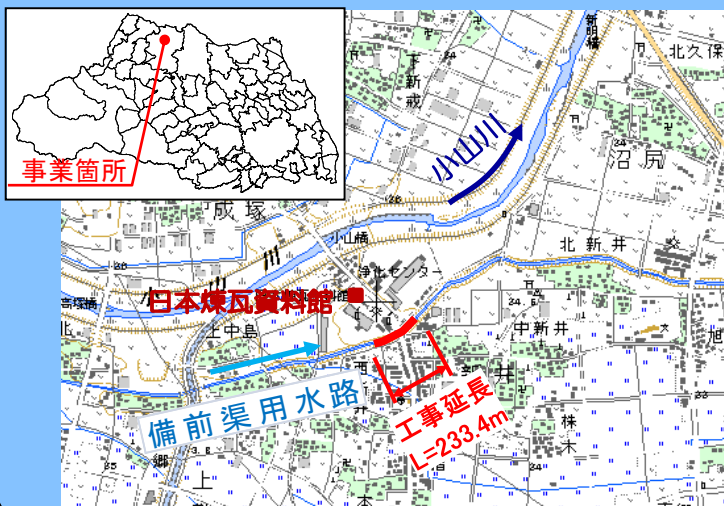 事業箇所
新明橋
北久保
下新戒
小山川
沼尻
成塚
小山橋
北新井
浄化センター
日本煉瓦資料館
高塚橋
上中島
中新井
旭
備前渠用水路
工事延長
L=233.4m
株木
郷
上